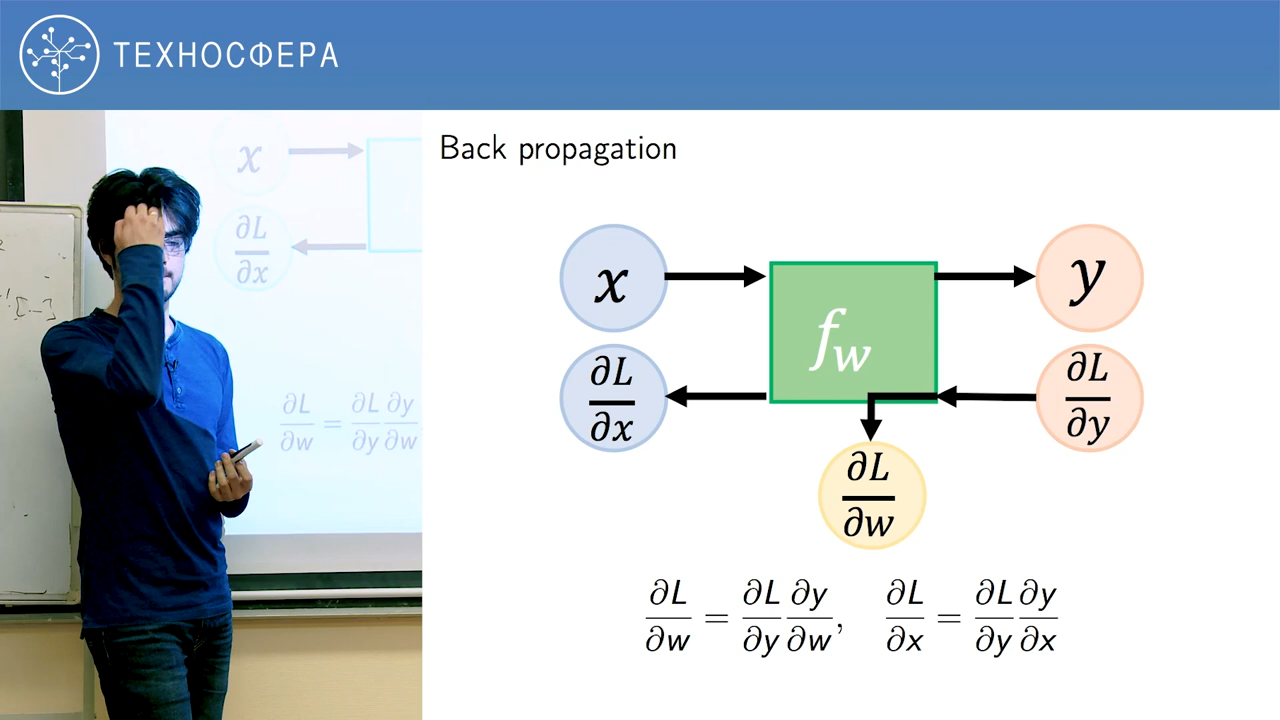 ТЕХНОСФЕРА
Back propagation
x
∂L/∂x
∂L/∂w = ∂L/∂y ∂y/∂w
x
f_w
y
∂L/∂x
∂L/∂y
∂L/∂w
∂L/∂w = ∂L/∂y ∂y/∂w, ∂L/∂x = ∂L/∂y ∂y/∂x